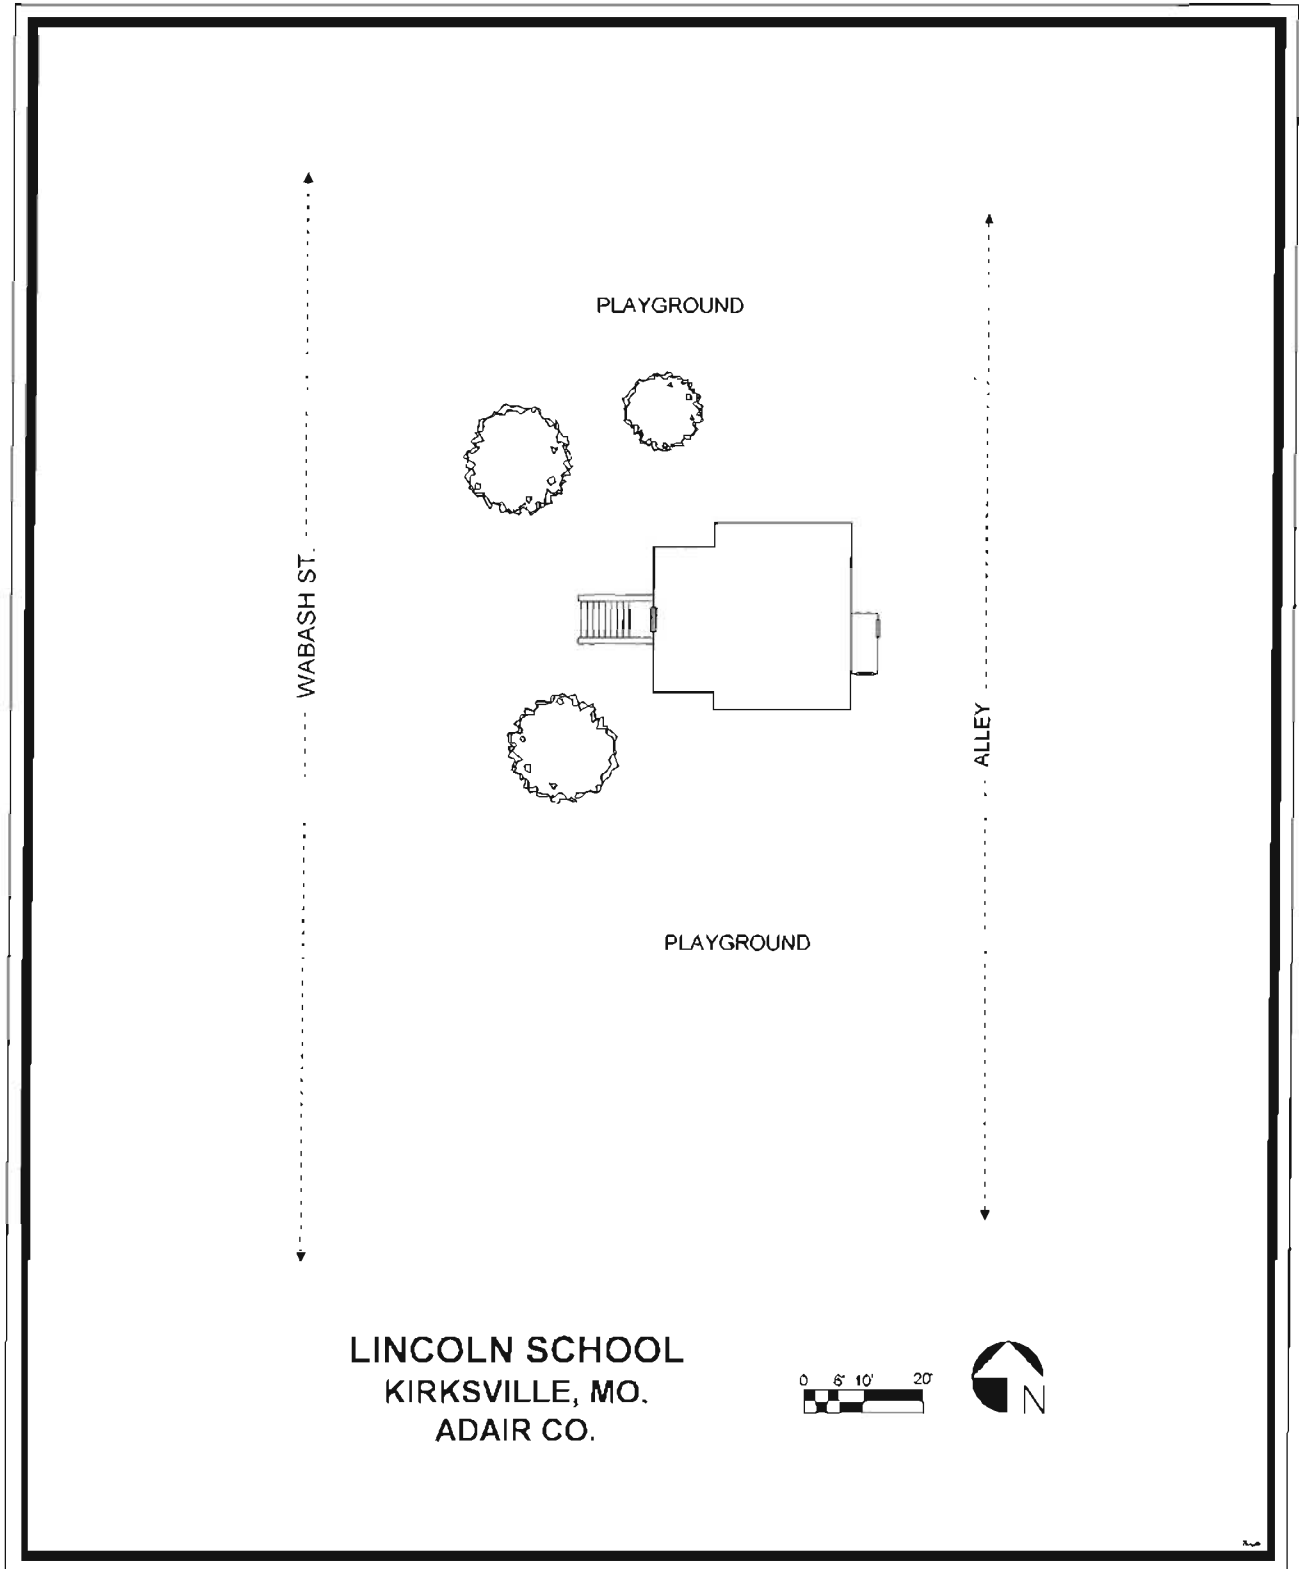 PLAYGROUND
WABASH ST.
ALLEY
PLAYGROUND
LINCOLN SCHOOL
KIRKSVILLE, MO.
ADAIR CO.
0 6' 10' 20'
N